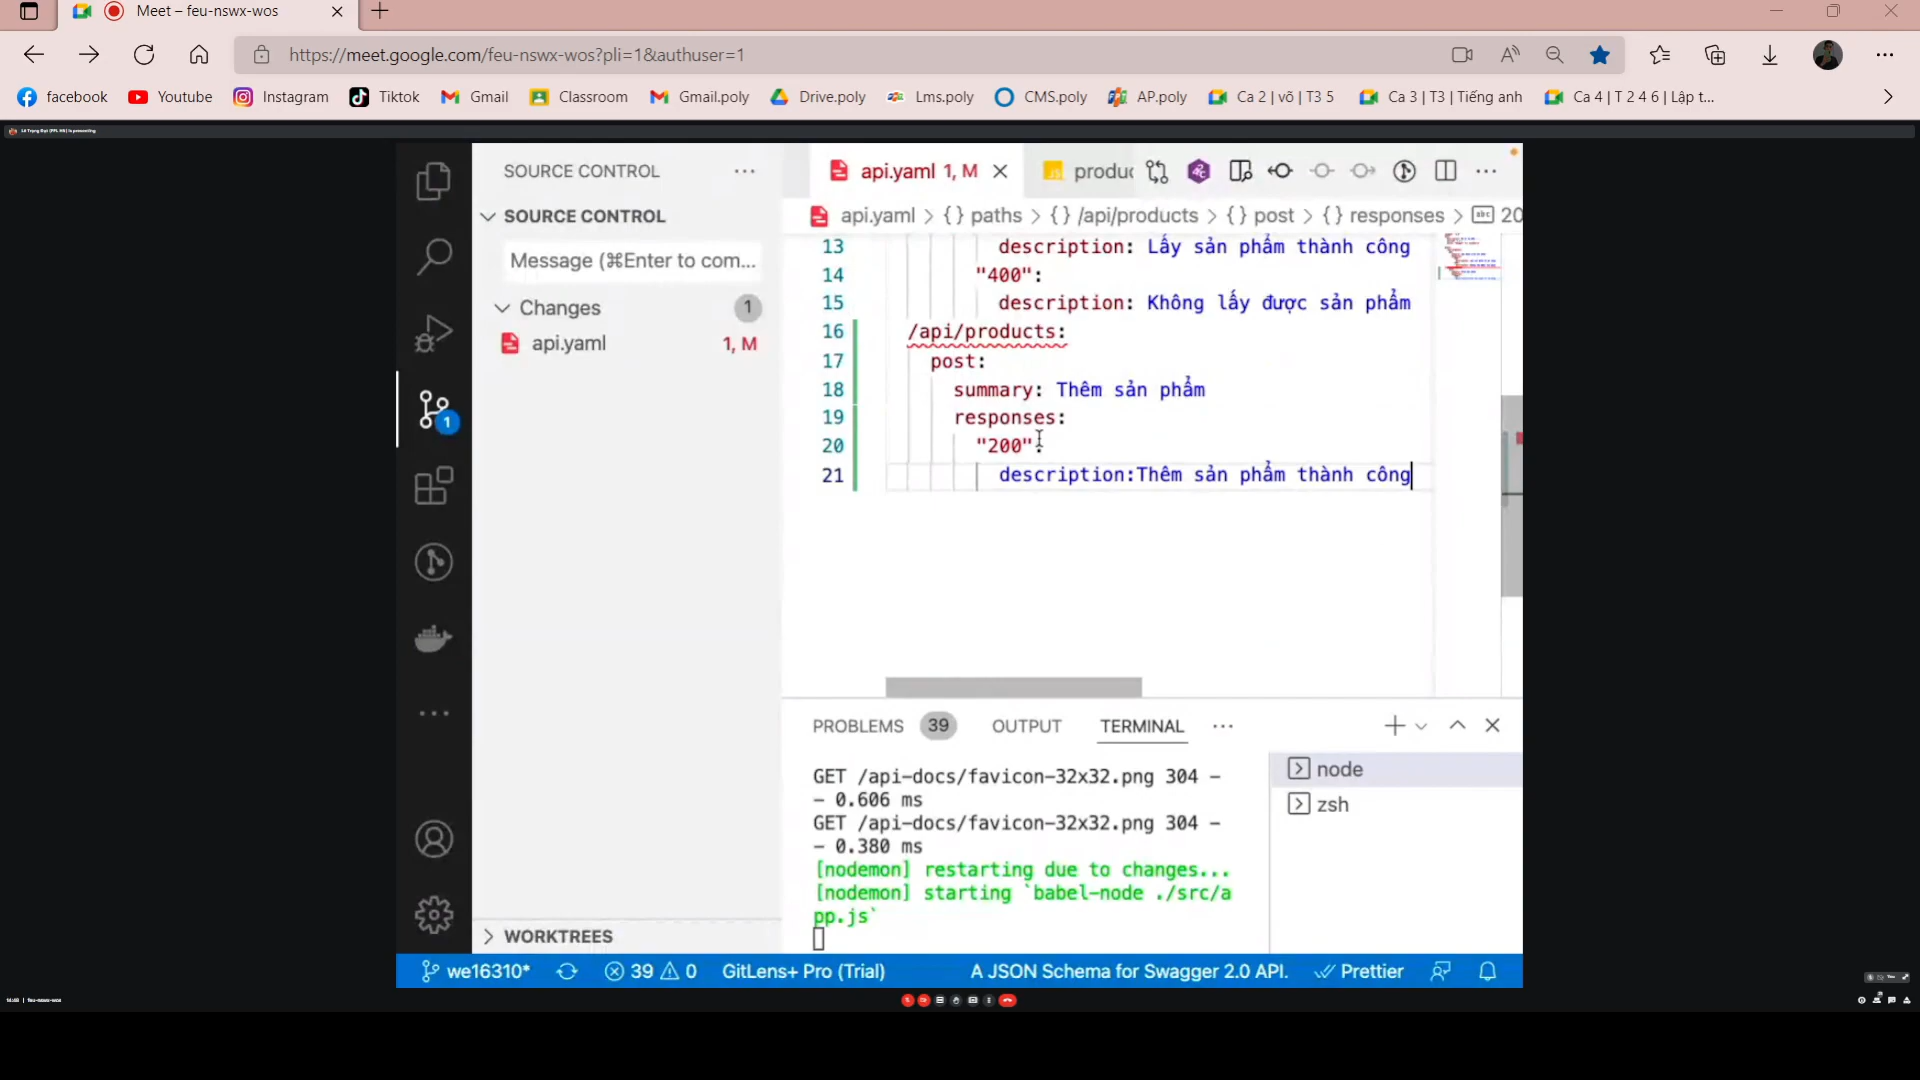 Meet – feu-nswx-wos
https://meet.google.com/feu-nswx-wos?pli=1&authuser=1
facebook Youtube Instagram Tiktok Gmail Classroom Gmail.poly Drive.poly Lms.poly CMS.poly AP.poly Ca 2 | võ | T3 5 Ca 3 | T3 | Tiếng anh Ca 4 | T 2 4 6 | Lập t...
SOURCE CONTROL
api.yaml 1, M
produc
SOURCE CONTROL
api.yaml > {} paths > {} /api/products > {} post > {} responses > abc 20
Message (⌘Enter to com...
Changes 1
api.yaml 1, M
13 description: Lấy sản phẩm thành công
14 "400":
15 description: Không lấy được sản phẩm
16 /api/products:
17 post:
18 summary: Thêm sản phẩm
19 responses:
20 "200":
21 description:Thêm sản phẩm thành công
1
PROBLEMS 39 OUTPUT TERMINAL
GET /api-docs/favicon-32x32.png 304 -
- 0.606 ms
GET /api-docs/favicon-32x32.png 304 -
- 0.380 ms
[nodemon] restarting due to changes...
[nodemon] starting `babel-node ./src/a
pp.js`
node
zsh
WORKTREES
we16310* 39 0 GitLens+ Pro (Trial) A JSON Schema for Swagger 2.0 API. Prettier
feu-nswx-wos